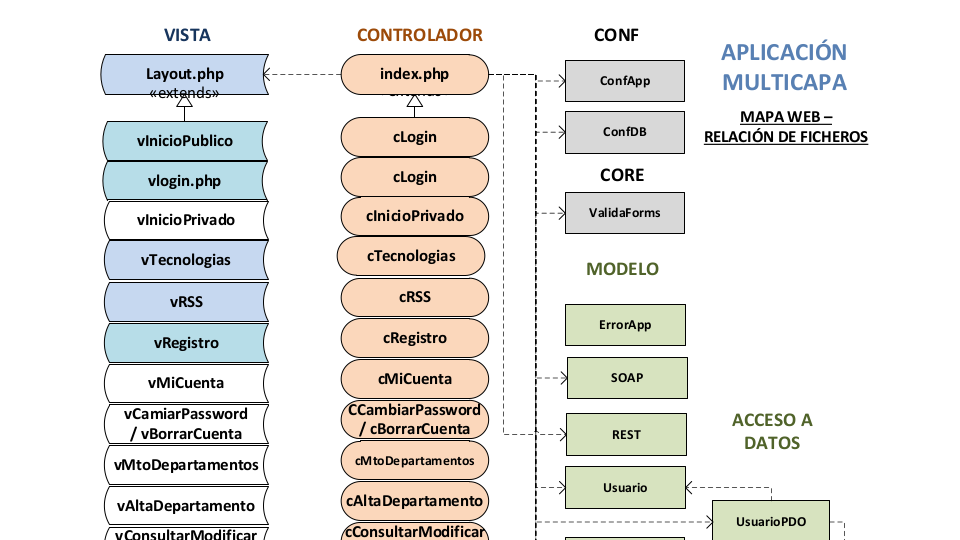 VISTA
Layout.php
«extends»
vInicioPublico
vlogin.php
vInicioPrivado
vTecnologias
vRSS
vRegistro
vMiCuenta
vCamiarPassword
/ vBorrarCuenta
vMtoDepartamentos
vAltaDepartamento
vConsultarModificar
CONTROLADOR
index.php
cLogin
cLogin
cInicioPrivado
cTecnologias
cRSS
cRegistro
cMiCuenta
CCambiarPassword
/ cBorrarCuenta
cMtoDepartamentos
cAltaDepartamento
cConsultarModificar
CONF
ConfApp
ConfDB
CORE
ValidaForms
MODELO
ErrorApp
SOAP
REST
Usuario
APLICACIÓN
MULTICAPA
MAPA WEB –
RELACIÓN DE FICHEROS
ACCESO A
DATOS
UsuarioPDO